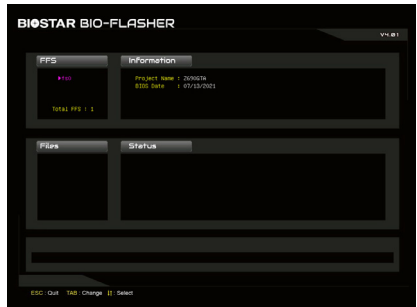 BIOSTAR BIO-FLASHER
V4.01
FFS
Information
Project Name : Z690GTA
BIOS Date : 07/13/2021
Total FFS : 1
Files
Status
ESC : Quit TAB : Change : Select